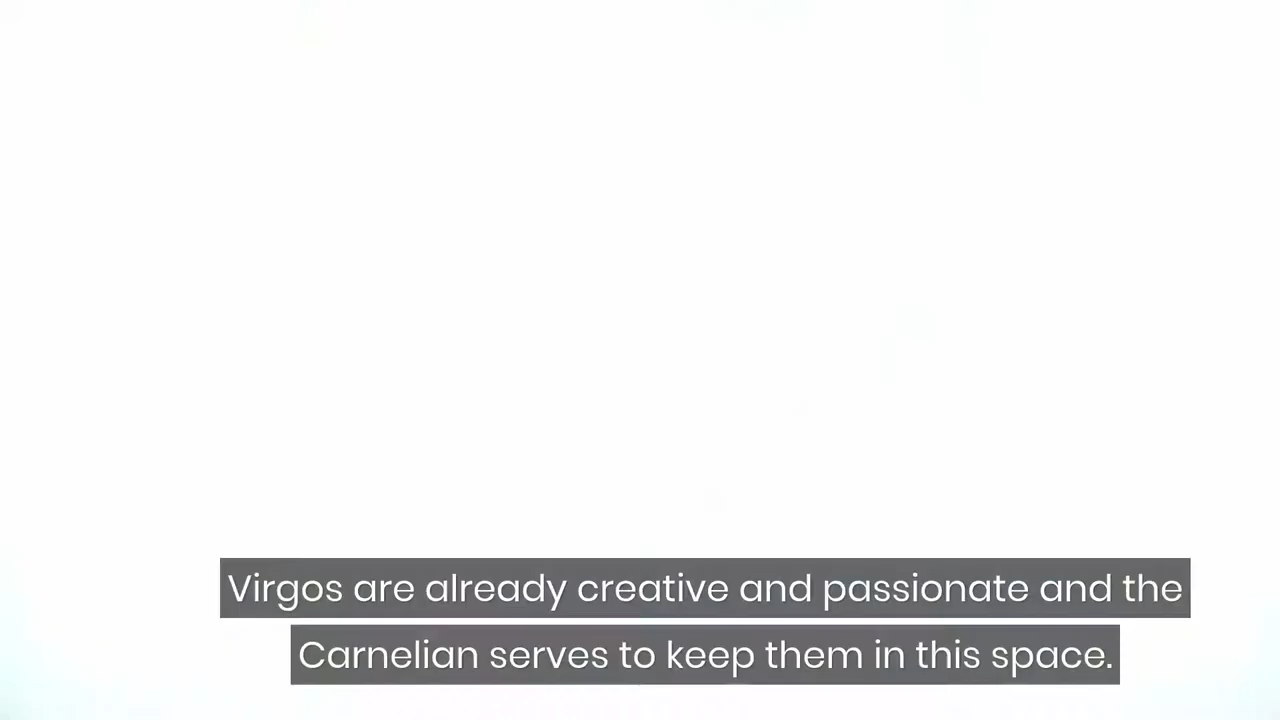 Virgos are already creative and passionate and the
Carnelian serves to keep them in this space.